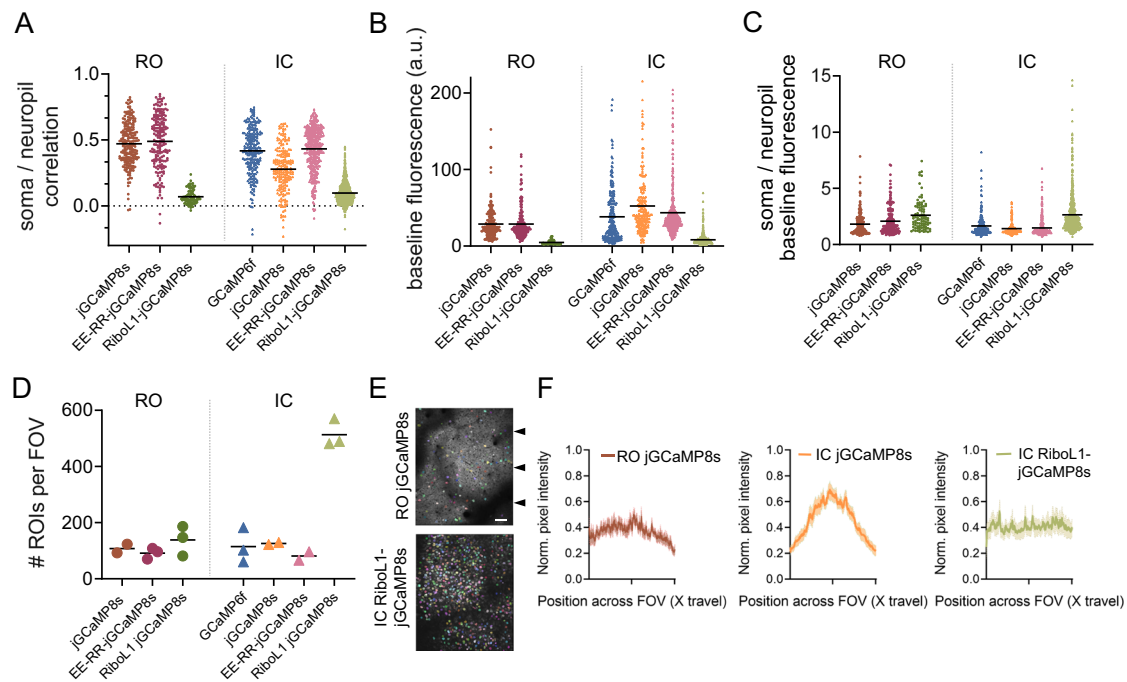 A
RO
IC
soma / neuropil
correlation
1.0
0.5
0.0
jGCaMP8s
EE-RR-jGCaMP8s
RiboL1-jGCaMP8s
GCaMP6f
jGCaMP8s
EE-RR-jGCaMP8s
RiboL1-jGCaMP8s
B
RO
IC
baseline fluorescence (a.u.)
200
100
0
jGCaMP8s
EE-RR-jGCaMP8s
RiboL1-jGCaMP8s
GCaMP6f
jGCaMP8s
EE-RR-jGCaMP8s
RiboL1-jGCaMP8s
C
RO
IC
soma / neuropil
baseline fluorescence
15
10
5
0
jGCaMP8s
EE-RR-jGCaMP8s
RiboL1-jGCaMP8s
GCaMP6f
jGCaMP8s
EE-RR-jGCaMP8s
RiboL1-jGCaMP8s
D
RO
IC
# ROIs per FOV
600
400
200
0
jGCaMP8s
EE-RR-jGCaMP8s
RiboL1 jGCaMP8s
GCaMP6f
jGCaMP8s
EE-RR-jGCaMP8s
RiboL1 jGCaMP8s
E
RO jGCaMP8s
IC RiboL1-
jGCaMP8s
F
Norm. pixel intensity
1.0
0.8
0.6
0.4
0.2
0.0
RO jGCaMP8s
Position across FOV (X travel)
Norm. pixel intensity
1.0
0.8
0.6
0.4
0.2
0.0
IC jGCaMP8s
Position across FOV (X travel)
Norm. pixel intensity
1.0
0.8
0.6
0.4
0.2
0.0
IC RiboL1-
jGCaMP8s
Position across FOV (X travel)